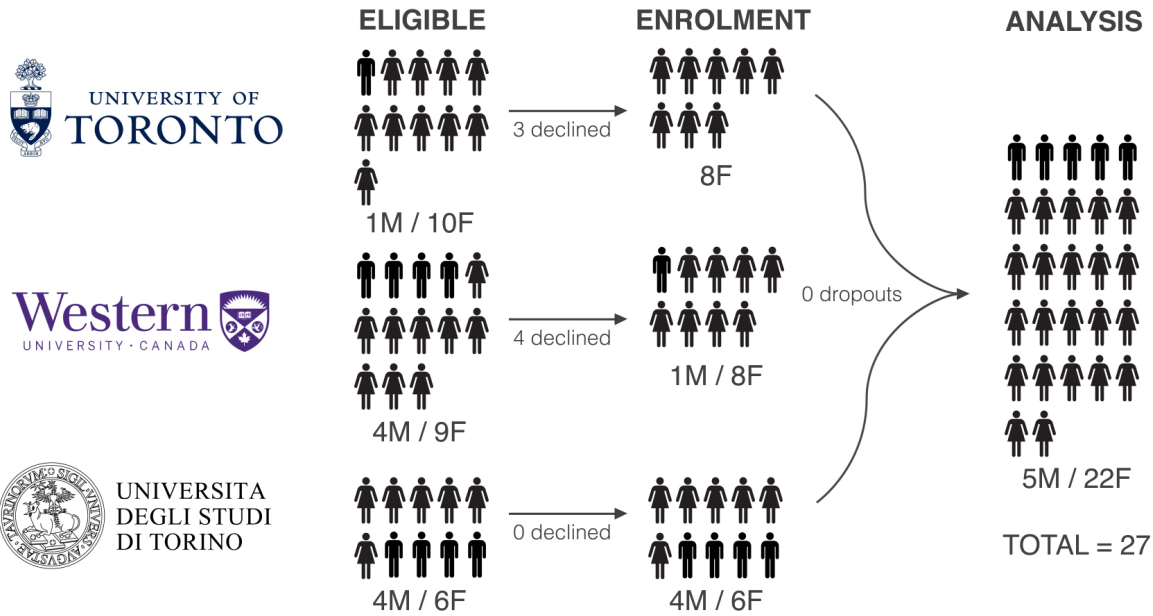 ELIGIBLE
ENROLMENT
ANALYSIS
UNIVERSITY OF
TORONTO
3 declined
8F
1M / 10F
Western
UNIVERSITY · CANADA
4 declined
0 dropouts
1M / 8F
4M / 9F
5M / 22F
UNIVERSITA
DEGLI STUDI
DI TORINO
0 declined
TOTAL = 27
4M / 6F
4M / 6F